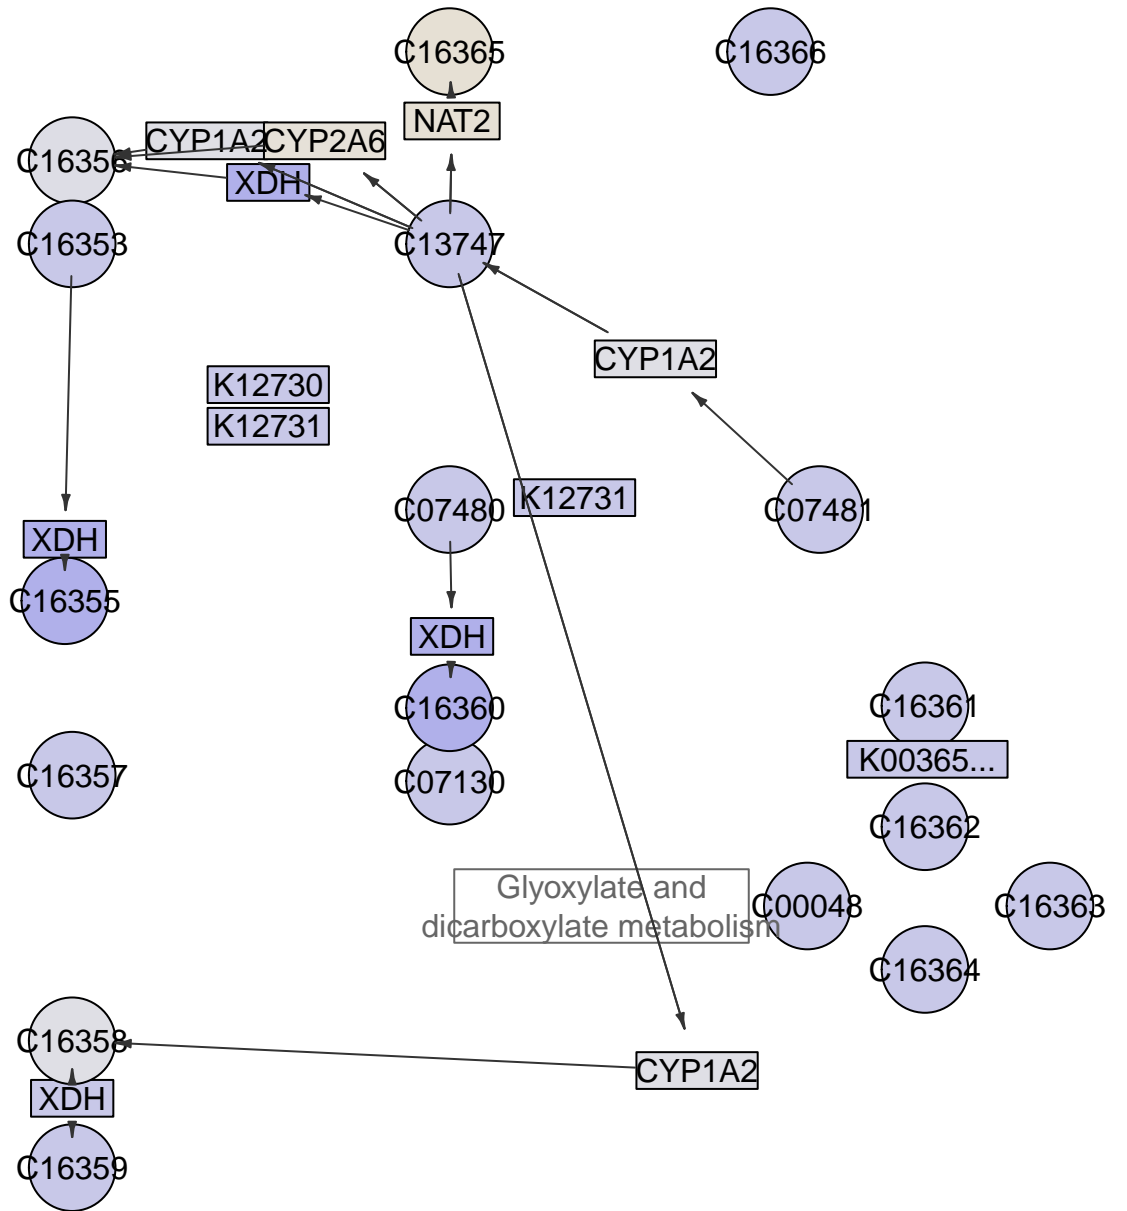 C16365
C16366
NAT2
CYP1A2
CYP2A6
C16356
XDH
C16353
C13747
CYP1A2
K12730
K12731
K12731
C07480
C07481
XDH
C16355
XDH
C16360
C16361
K00365...
C16357
C07130
C16362
Glyoxylate and
dicarboxylate metabolism
C00048
C16363
C16364
C16358
CYP1A2
XDH
C16359